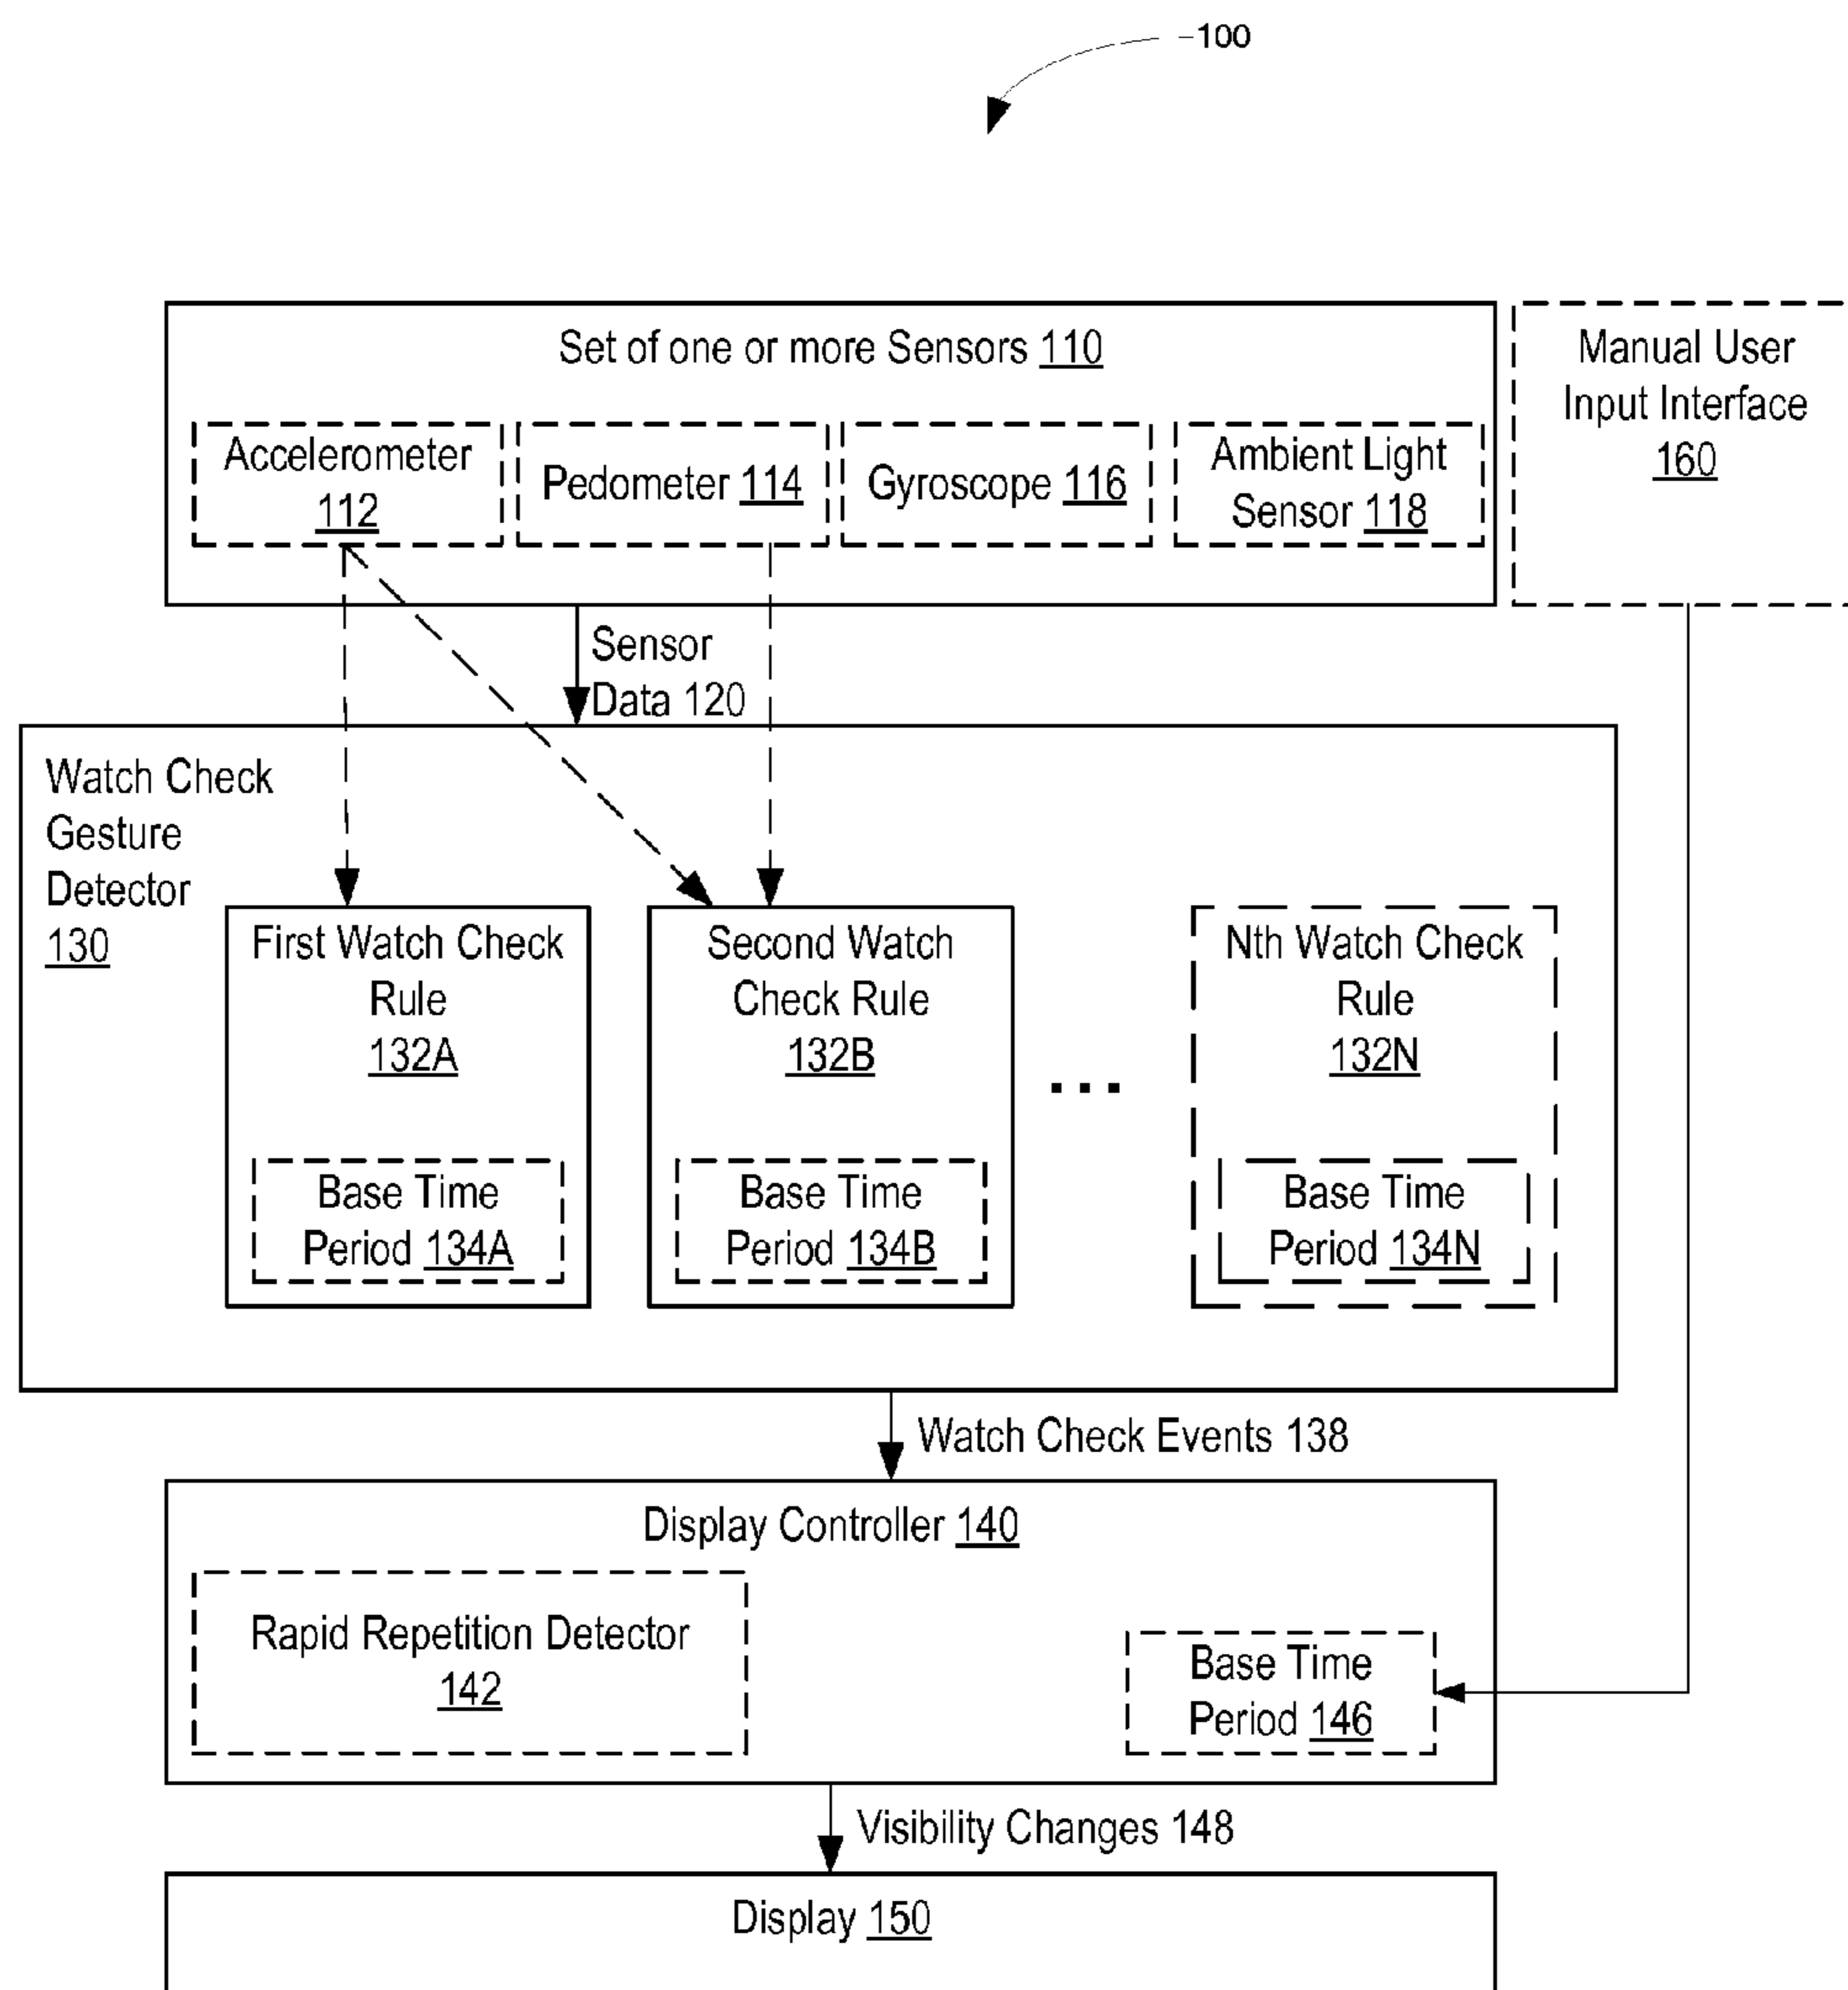 100
Set of one or more Sensors 110
Manual User
Input Interface
160
Accelerometer
112
Pedometer 114
Gyroscope 116
Ambient Light
Sensor 118
Sensor
Data 120
Watch Check
Gesture
Detector
130
First Watch Check
Rule
132A
Base Time
Period 134A
Second Watch
Check Rule
132B
Base Time
Period 134B
...
Nth Watch Check
Rule
132N
Base Time
Period 134N
Watch Check Events 138
Display Controller 140
Rapid Repetition Detector
142
Base Time
Period 146
Visibility Changes 148
Display 150